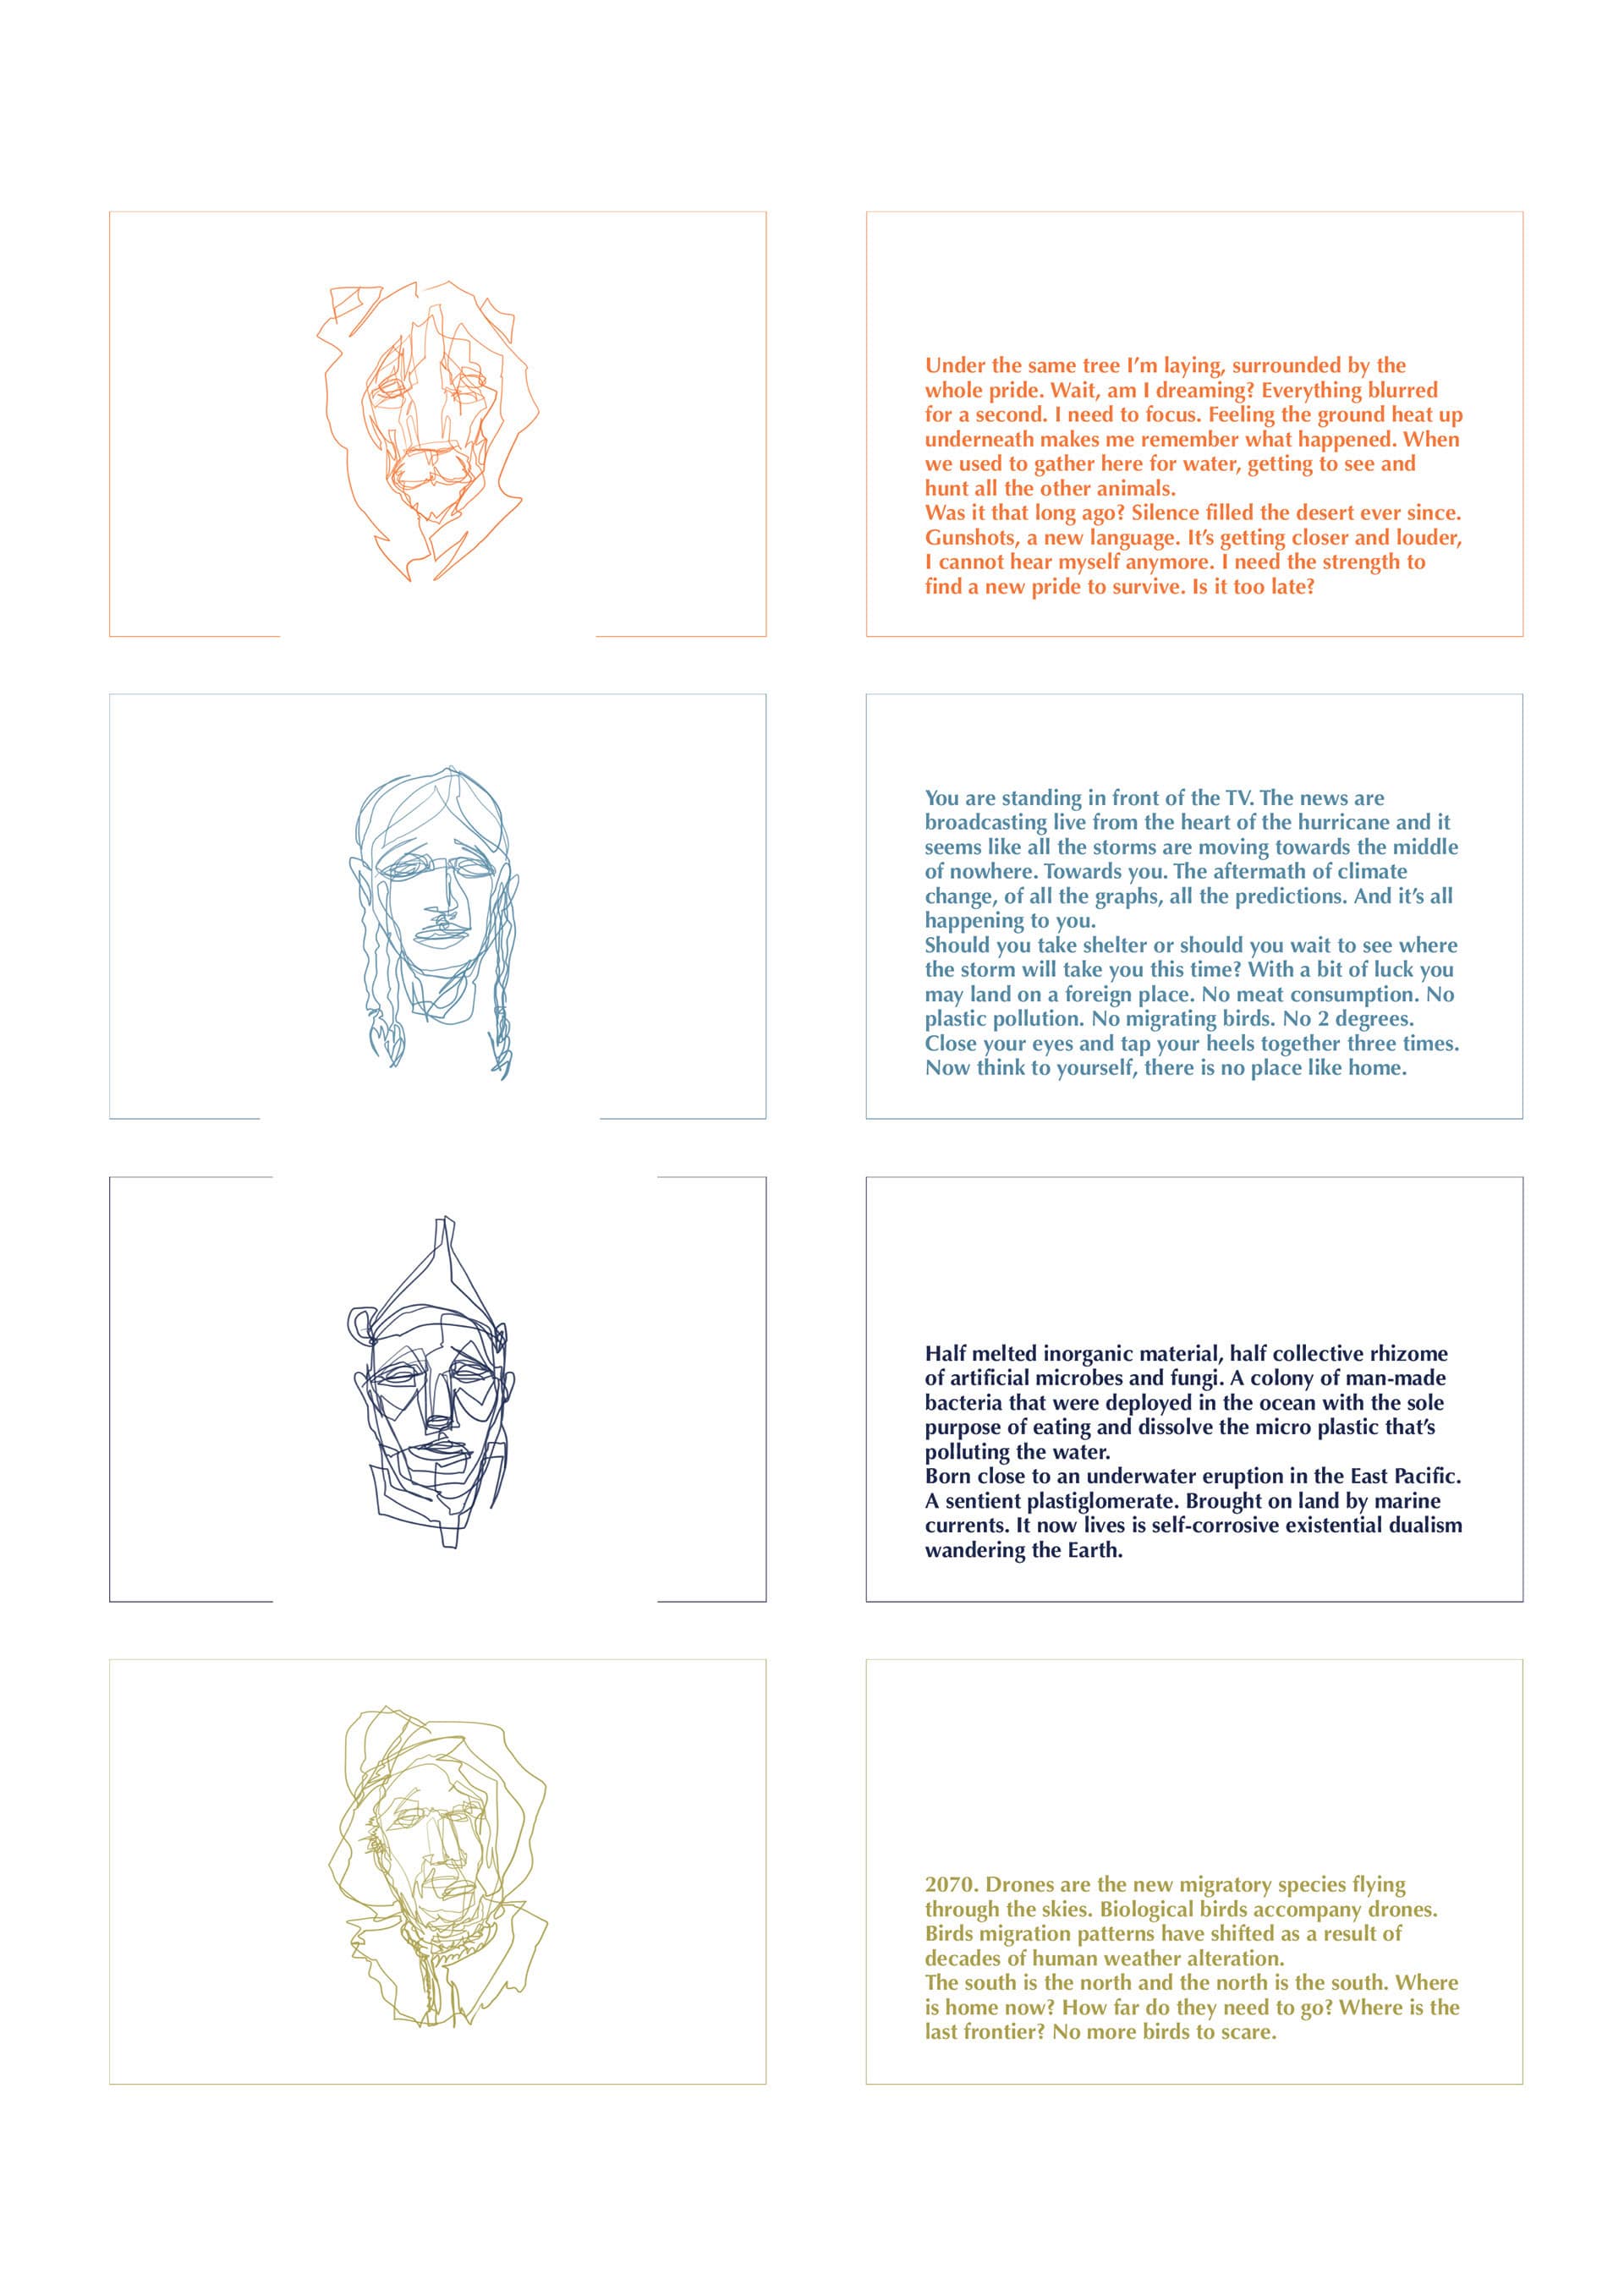 Under the same tree I’m laying, surrounded by the
whole pride. Wait, am I dreaming? Everything blurred
for a second. I need to focus. Feeling the ground heat up
underneath makes me remember what happened. When
we used to gather here for water, getting to see and
hunt all the other animals.
Was it that long ago? Silence filled the desert ever since.
Gunshots, a new language. It’s getting closer and louder,
I cannot hear myself anymore. I need the strength to
find a new pride to survive. Is it too late?
You are standing in front of the TV. The news are
broadcasting live from the heart of the hurricane and it
seems like all the storms are moving towards the middle
of nowhere. Towards you. The aftermath of climate
change, of all the graphs, all the predictions. And it’s all
happening to you.
Should you take shelter or should you wait to see where
the storm will take you this time? With a bit of luck you
may land on a foreign place. No meat consumption. No
plastic pollution. No migrating birds. No 2 degrees.
Close your eyes and tap your heels together three times.
Now think to yourself, there is no place like home.
Half melted inorganic material, half collective rhizome
of artificial microbes and fungi. A colony of man-made
bacteria that were deployed in the ocean with the sole
purpose of eating and dissolve the micro plastic that’s
polluting the water.
Born close to an underwater eruption in the East Pacific.
A sentient plastiglomerate. Brought on land by marine
currents. It now lives is self-corrosive existential dualism
wandering the Earth.
2070. Drones are the new migratory species flying
through the skies. Biological birds accompany drones.
Birds migration patterns have shifted as a result of
decades of human weather alteration.
The south is the north and the north is the south. Where
is home now? How far do they need to go? Where is the
last frontier? No more birds to scare.